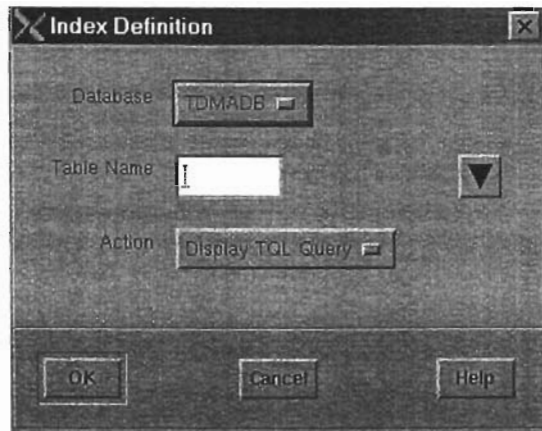 Index Definition
Database TDMADB
Table Name
Action Display TQL Query
OK Cancel Help